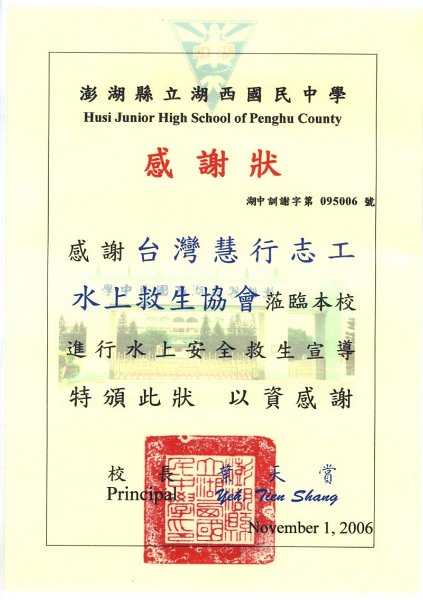 澎湖縣立湖西國民中學
Husi Junior High School of Penghu County
感謝狀
湖中訓謝字第 095006 號
感謝台灣慧行志工
水上救生協會蒞臨本校
進行水上安全救生宣導
特頒此狀 以資感謝
校長 葉天賞
Principal Yeh Tien Shang
November 1, 2006